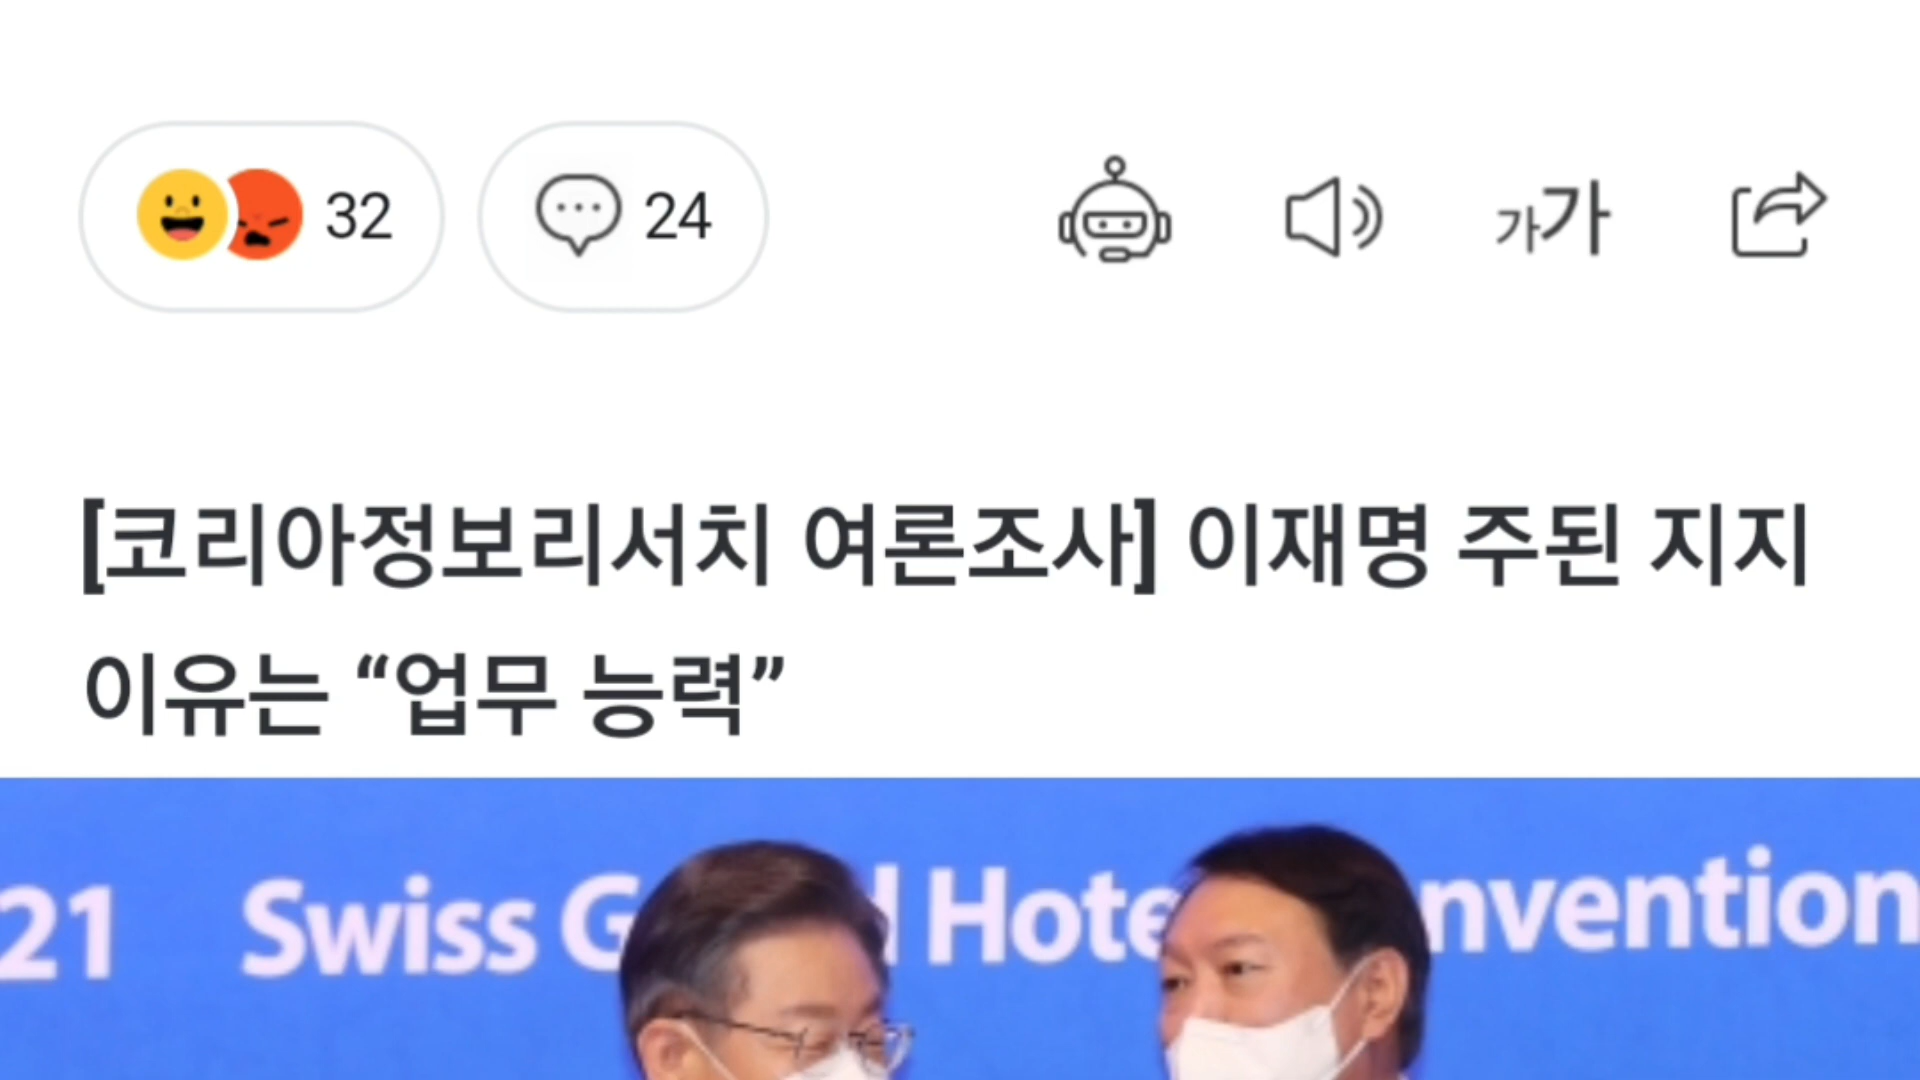 32
24
가가
[코리아정보리서치 여론조사] 이재명 주된 지지
이유는 “업무 능력”
21 Swiss G d Hote nvention